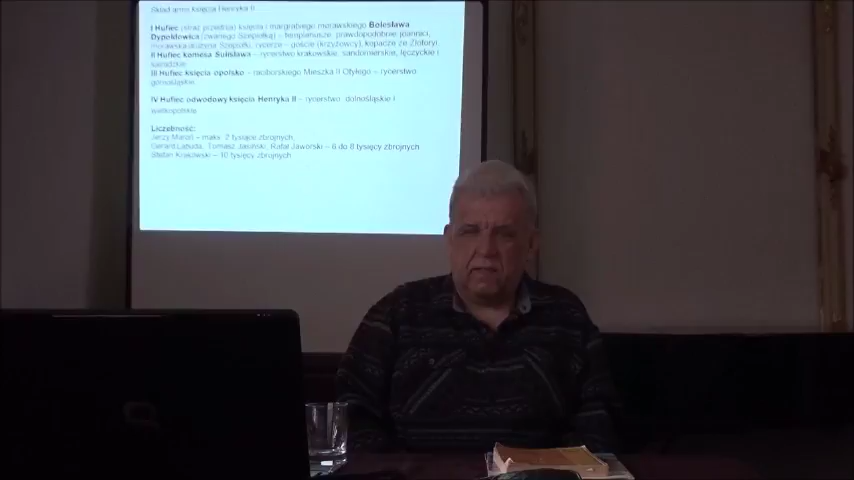 Skład armii księcia Henryka II
I Hufiec (straż przednia) księcia i margrabiego morawskiego Bolesława
Dypoldowica (zwanego Szepiołką) – templariusze, prawdopodobnie joannici,
morawska drużyna Szepiołki, rycerze – goście (krzyżowcy), kopacze ze Złotoryi
II Hufiec komesa Sulisława – rycerstwo krakowskie, sandomierskie, łęczyckie i
sieradzkie
III Hufiec księcia opolsko – raciborskiego Mieszka II Otyłego – rycerstwo
górnośląskie
IV Hufiec odwodowy księcia Henryka II – rycerstwo dolnośląskie i
wielkopolskie
Liczebność:
Jerzy Maroń – maks. 2 tysiące zbrojnych,
Gerard Labuda, Tomasz Jasiński, Rafał Jaworski – 6 do 8 tysięcy zbrojnych
Stefan Krakowski – 10 tysięcy zbrojnych